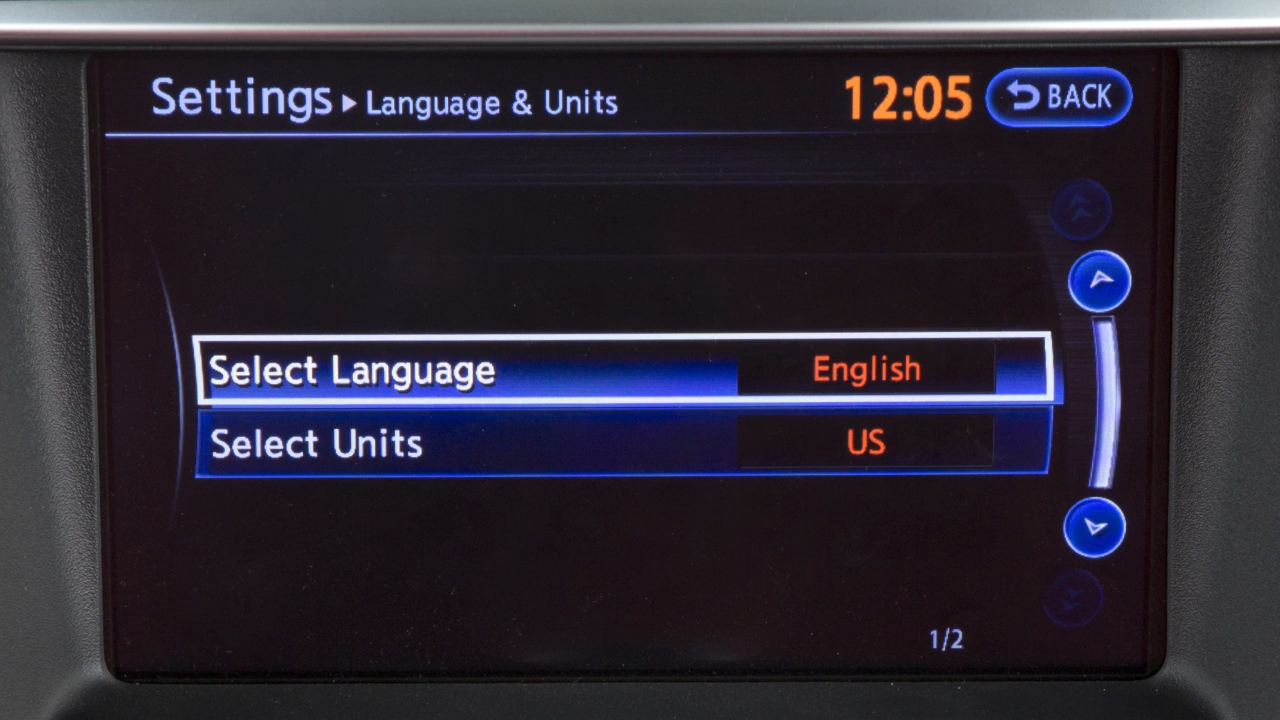 Settings ▶ Language & Units 12:05 BACK
Select Language English
Select Units US
1/2